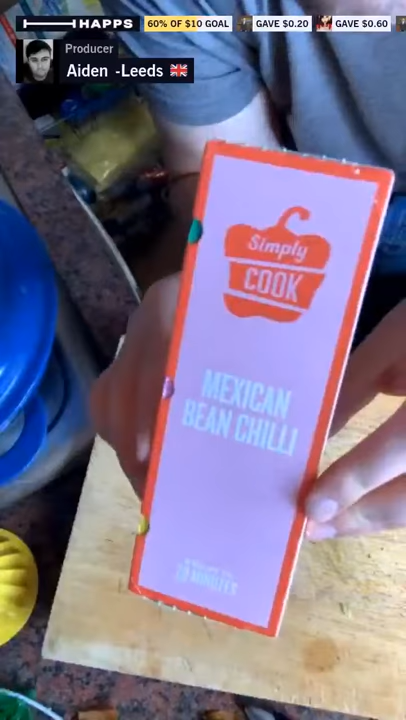 HAPPS
60% OF $10 GOAL
GAVE $0.20
GAVE $0.60
Producer
Aiden -Leeds
Simply
COOK
MEXICAN
BEAN CHILLI
MINUTES